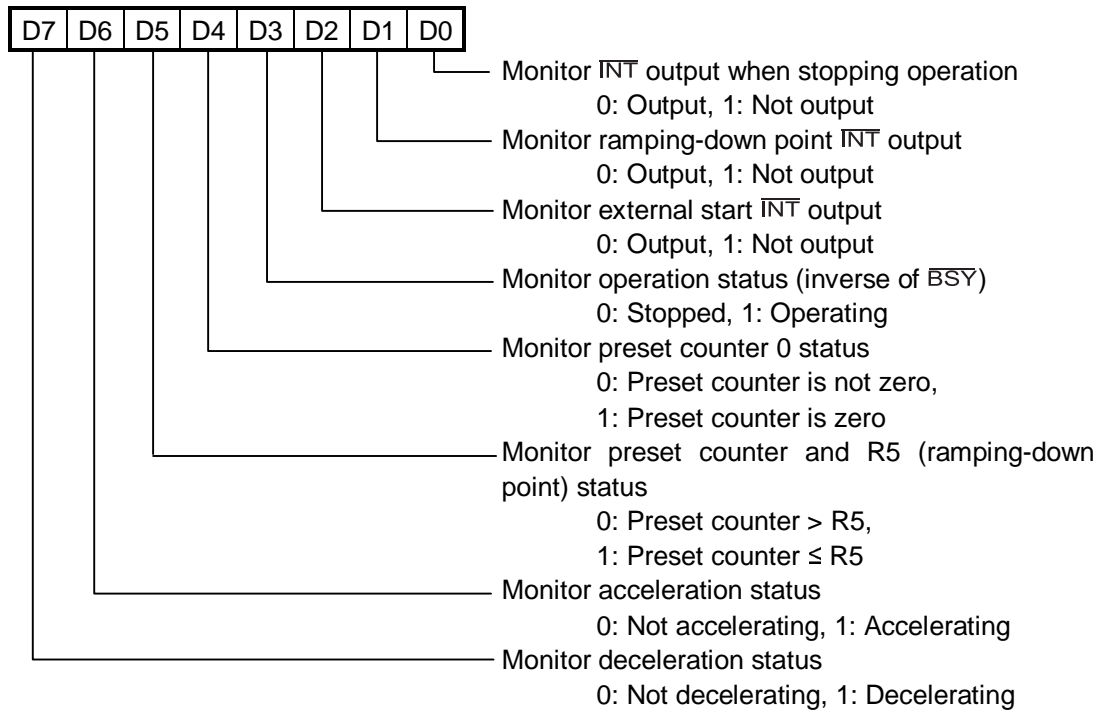 D7 D6 D5 D4 D3 D2 D1 D0
Monitor I̅N̅T̅ output when stopping operation
0: Output, 1: Not output
Monitor ramping-down point I̅N̅T̅ output
0: Output, 1: Not output
Monitor external start I̅N̅T̅ output
0: Output, 1: Not output
Monitor operation status (inverse of B̅S̅Y̅)
0: Stopped, 1: Operating
Monitor preset counter 0 status
0: Preset counter is not zero,
1: Preset counter is zero
Monitor preset counter and R5 (ramping-down
point) status
0: Preset counter > R5,
1: Preset counter ≤ R5
Monitor acceleration status
0: Not accelerating, 1: Accelerating
Monitor deceleration status
0: Not decelerating, 1: Decelerating